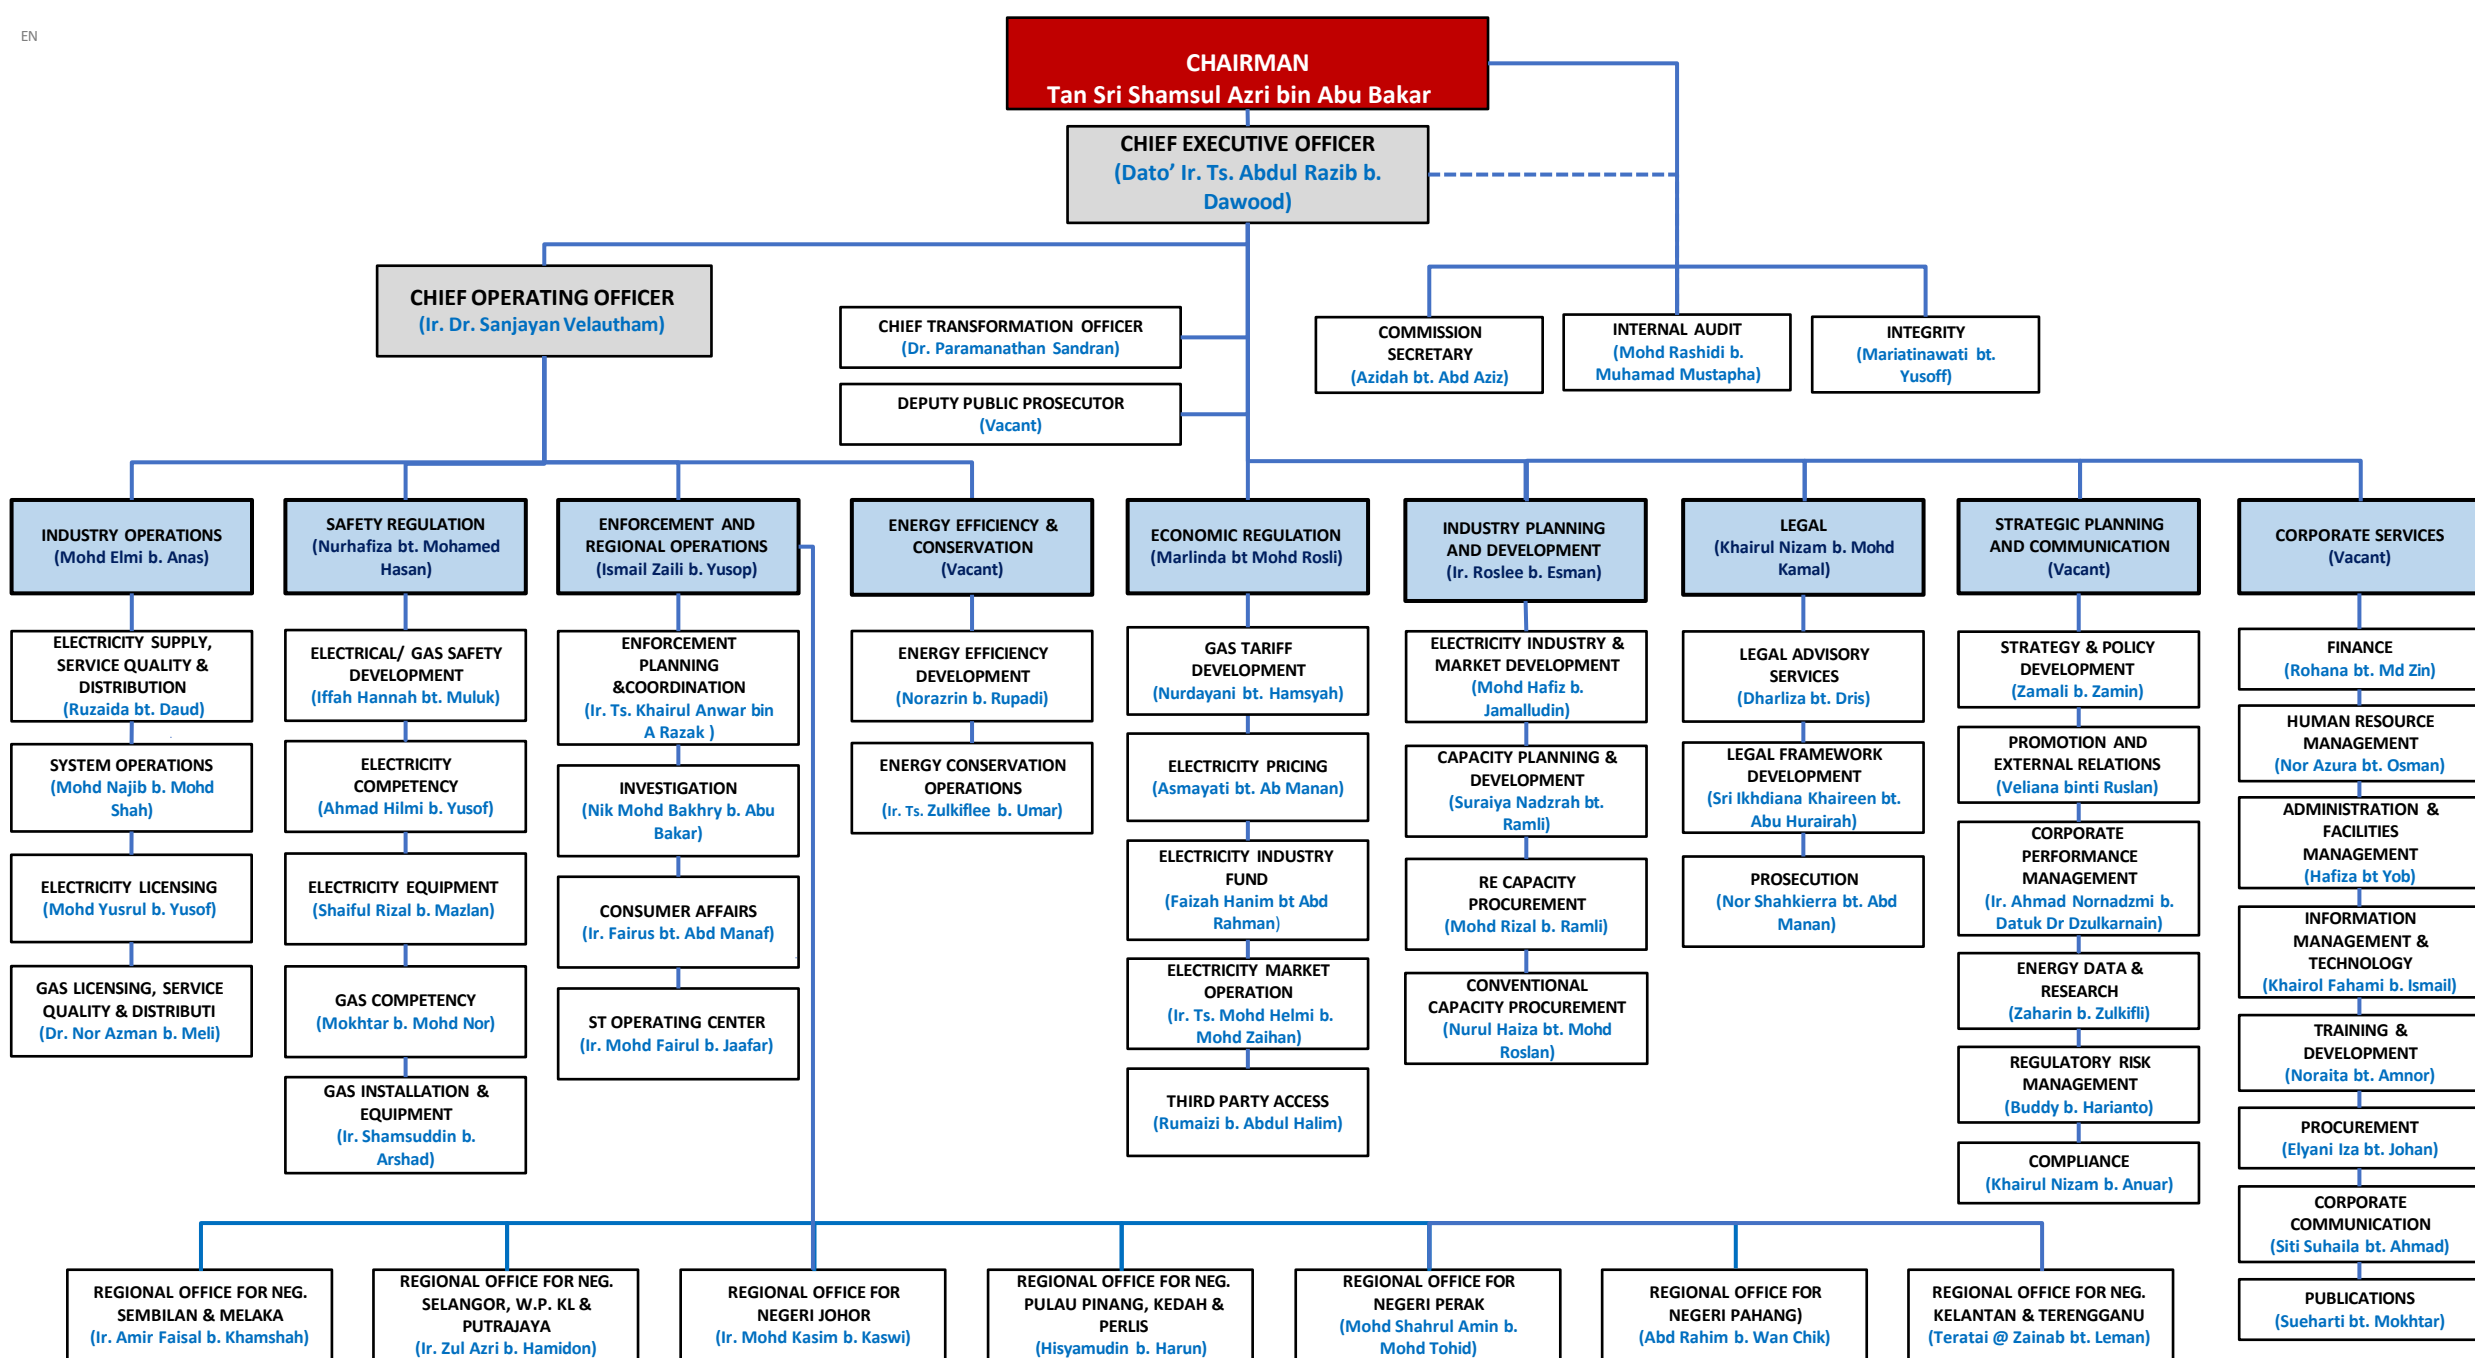 EN
CHAIRMAN
Tan Sri Shamsul Azri bin Abu Bakar
CHIEF EXECUTIVE OFFICER
(Dato’ Ir. Ts. Abdul Razib b.
Dawood)
CHIEF OPERATING OFFICER
(Ir. Dr. Sanjayan Velautham)
CHIEF TRANSFORMATION OFFICER
(Dr. Paramanathan Sandran)
DEPUTY PUBLIC PROSECUTOR
(Vacant)
COMMISSION
SECRETARY
(Azidah bt. Abd Aziz)
INTERNAL AUDIT
(Mohd Rashidi b.
Muhamad Mustapha)
INTEGRITY
(Mariatinawati bt.
Yusoff)
INDUSTRY OPERATIONS
(Mohd Elmi b. Anas)
SAFETY REGULATION
(Nurhafiza bt. Mohamed
Hasan)
ENFORCEMENT AND
REGIONAL OPERATIONS
(Ismail Zaili b. Yusop)
ENERGY EFFICIENCY &
CONSERVATION
(Vacant)
ECONOMIC REGULATION
(Marlinda bt Mohd Rosli)
INDUSTRY PLANNING
AND DEVELOPMENT
(Ir. Roslee b. Esman)
LEGAL
(Khairul Nizam b. Mohd
Kamal)
STRATEGIC PLANNING
AND COMMUNICATION
(Vacant)
CORPORATE SERVICES
(Vacant)
ELECTRICITY SUPPLY,
SERVICE QUALITY &
DISTRIBUTION
(Ruzaida bt. Daud)
SYSTEM OPERATIONS
(Mohd Najib b. Mohd
Shah)
ELECTRICITY LICENSING
(Mohd Yusrul b. Yusof)
GAS LICENSING, SERVICE
QUALITY & DISTRIBUTI
(Dr. Nor Azman b. Meli)
ELECTRICAL/ GAS SAFETY
DEVELOPMENT
(Iffah Hannah bt. Muluk)
ELECTRICITY
COMPETENCY
(Ahmad Hilmi b. Yusof)
ELECTRICITY EQUIPMENT
(Shaiful Rizal b. Mazlan)
GAS COMPETENCY
(Mokhtar b. Mohd Nor)
GAS INSTALLATION &
EQUIPMENT
(Ir. Shamsuddin b.
Arshad)
ENFORCEMENT
PLANNING
&COORDINATION
(Ir. Ts. Khairul Anwar bin
A Razak )
INVESTIGATION
(Nik Mohd Bakhry b. Abu
Bakar)
CONSUMER AFFAIRS
(Ir. Fairus bt. Abd Manaf)
ST OPERATING CENTER
(Ir. Mohd Fairul b. Jaafar)
ENERGY EFFICIENCY
DEVELOPMENT
(Norazrin b. Rupadi)
ENERGY CONSERVATION
OPERATIONS
(Ir. Ts. Zulkiflee b. Umar)
GAS TARIFF
DEVELOPMENT
(Nurdayani bt. Hamsyah)
ELECTRICITY PRICING
(Asmayati bt. Ab Manan)
ELECTRICITY INDUSTRY
FUND
(Faizah Hanim bt Abd
Rahman)
ELECTRICITY MARKET
OPERATION
(Ir. Ts. Mohd Helmi b.
Mohd Zaihan)
THIRD PARTY ACCESS
(Rumaizi b. Abdul Halim)
ELECTRICITY INDUSTRY &
MARKET DEVELOPMENT
(Mohd Hafiz b.
Jamalludin)
CAPACITY PLANNING &
DEVELOPMENT
(Suraiya Nadzrah bt.
Ramli)
RE CAPACITY
PROCUREMENT
(Mohd Rizal b. Ramli)
CONVENTIONAL
CAPACITY PROCUREMENT
(Nurul Haiza bt. Mohd
Roslan)
LEGAL ADVISORY
SERVICES
(Dharliza bt. Dris)
LEGAL FRAMEWORK
DEVELOPMENT
(Sri Ikhdiana Khaireen bt.
Abu Hurairah)
PROSECUTION
(Nor Shahkierra bt. Abd
Manan)
STRATEGY & POLICY
DEVELOPMENT
(Zamali b. Zamin)
PROMOTION AND
EXTERNAL RELATIONS
(Veliana binti Ruslan)
CORPORATE
PERFORMANCE
MANAGEMENT
(Ir. Ahmad Nornadzmi b.
Datuk Dr Dzulkarnain)
ENERGY DATA &
RESEARCH
(Zaharin b. Zulkifli)
REGULATORY RISK
MANAGEMENT
(Buddy b. Harianto)
COMPLIANCE
(Khairul Nizam b. Anuar)
FINANCE
(Rohana bt. Md Zin)
HUMAN RESOURCE
MANAGEMENT
(Nor Azura bt. Osman)
ADMINISTRATION &
FACILITIES
MANAGEMENT
(Hafiza bt Yob)
INFORMATION
MANAGEMENT &
TECHNOLOGY
(Khairol Fahami b. Ismail)
TRAINING &
DEVELOPMENT
(Noraita bt. Amnor)
PROCUREMENT
(Elyani Iza bt. Johan)
CORPORATE
COMMUNICATION
(Siti Suhaila bt. Ahmad)
PUBLICATIONS
(Sueharti bt. Mokhtar)
REGIONAL OFFICE FOR NEG.
SEMBILAN & MELAKA
(Ir. Amir Faisal b. Khamshah)
REGIONAL OFFICE FOR NEG.
SELANGOR, W.P. KL &
PUTRAJAYA
(Ir. Zul Azri b. Hamidon)
REGIONAL OFFICE FOR
NEGERI JOHOR
(Ir. Mohd Kasim b. Kaswi)
REGIONAL OFFICE FOR NEG.
PULAU PINANG, KEDAH &
PERLIS
(Hisyamudin b. Harun)
REGIONAL OFFICE FOR
NEGERI PERAK
(Mohd Shahrul Amin b.
Mohd Tohid)
REGIONAL OFFICE FOR
NEGERI PAHANG)
(Abd Rahim b. Wan Chik)
REGIONAL OFFICE FOR NEG.
KELANTAN & TERENGGANU
(Teratai @ Zainab bt. Leman)